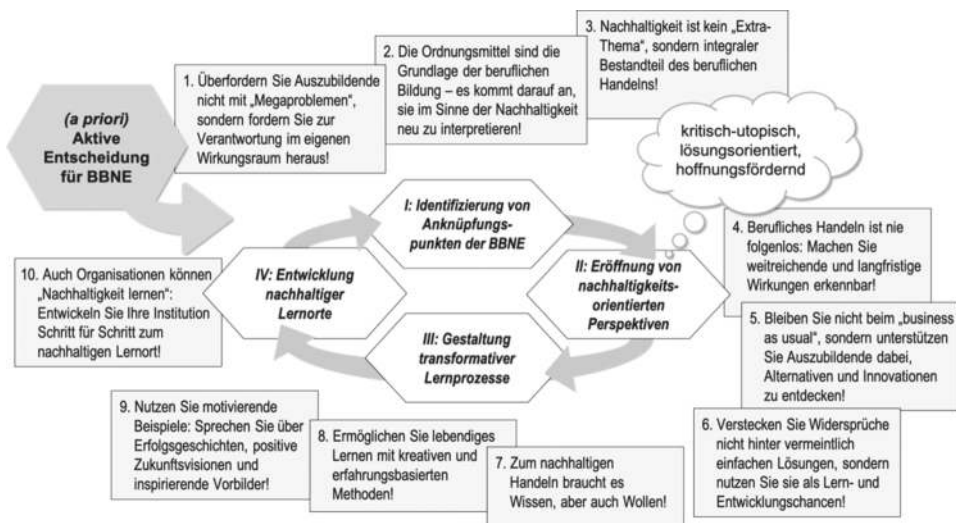 (a priori)
Aktive
Entscheidung
für BBNE
1. Überfordern Sie Auszubildende
nicht mit „Megaproblemen“,
sondern fordern Sie zur
Verantwortung im eigenen
Wirkungsraum heraus!
2. Die Ordnungsmittel sind die
Grundlage der beruflichen
Bildung – es kommt darauf an,
sie im Sinne der Nachhaltigkeit
neu zu interpretieren!
3. Nachhaltigkeit ist kein „Extra-
Thema“, sondern integraler
Bestandteil des beruflichen
Handelns!
kritisch-utopisch,
lösungsorientiert,
hoffnungsfördernd
I: Identifizierung von
Anknüpfungs-
punkten der BBNE
II: Eröffnung von
nachhaltigkeits-
orientierten
Perspektiven
III: Gestaltung
transformativer
Lernprozesse
IV: Entwicklung
nachhaltiger
Lernorte
4. Berufliches Handeln ist nie
folgenlos: Machen Sie
weitreichende und langfristige
Wirkungen erkennbar!
5. Bleiben Sie nicht beim „business
as usual“, sondern unterstützen
Sie Auszubildende dabei,
Alternativen und Innovationen
zu entdecken!
6. Verstecken Sie Widersprüche
nicht hinter vermeintlich
einfachen Lösungen, sondern
nutzen Sie sie als Lern- und
Entwicklungschancen!
7. Zum nachhaltigen
Handeln braucht es
Wissen, aber auch Wollen!
8. Ermöglichen Sie lebendiges
Lernen mit kreativen und
erfahrungsbasierten
Methoden!
9. Nutzen Sie motivierende
Beispiele: Sprechen Sie über
Erfolgsgeschichten, positive
Zukunftsvisionen und
inspirierende Vorbilder!
10. Auch Organisationen können
„Nachhaltigkeit lernen“:
Entwickeln Sie Ihre Institution
Schritt für Schritt zum
nachhaltigen Lernort!